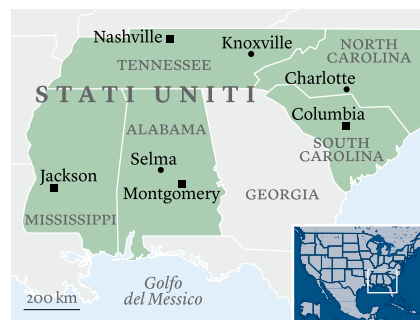 Nashville
Knoxville
NORTH
CAROLINA
TENNESSEE
Charlotte
STATI UNITI
Columbia
ALABAMA
SOUTH
CAROLINA
Selma
Jackson
Montgomery
GEORGIA
MISSISSIPPI
Golfo
del Messico
200 km